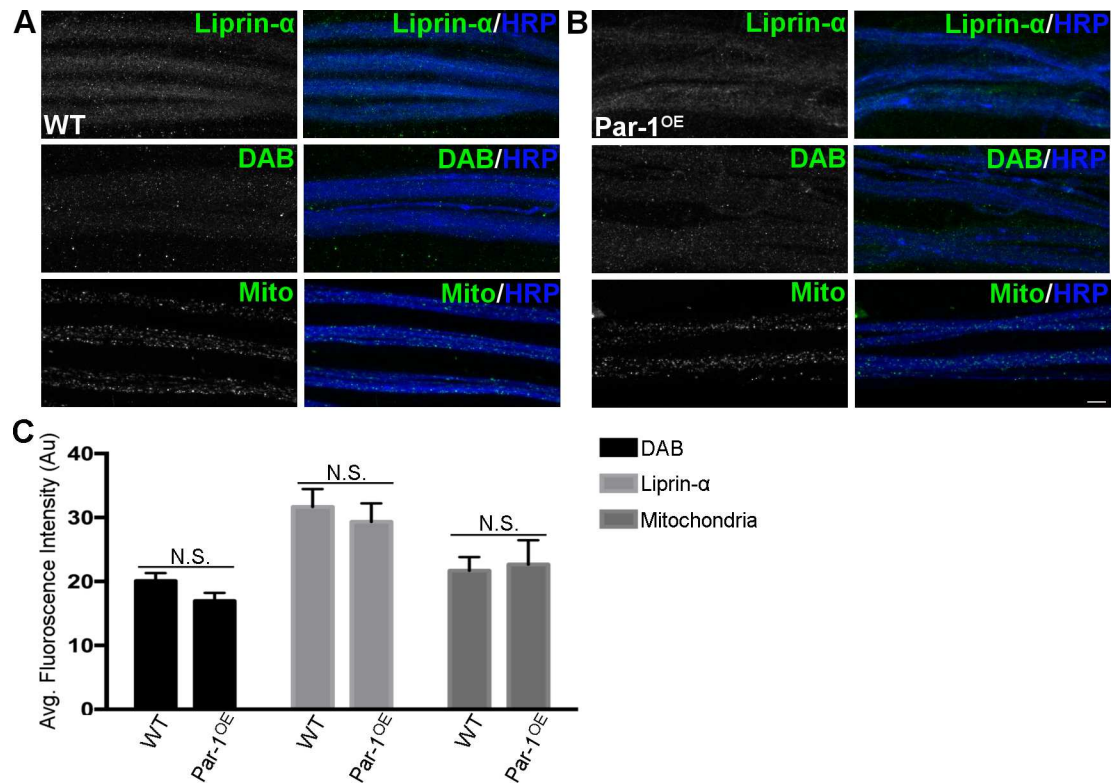 A
Liprin-α
Liprin-α/HRP
WT
DAB
DAB/HRP
Mito
Mito/HRP
B
Liprin-α
Liprin-α/HRP
Par-1OE
DAB
DAB/HRP
Mito
Mito/HRP
C
Avg. Fluoroscence Intensity (Au)
40
30
20
10
0
N.S.
N.S.
N.S.
WT
Par-1OE
WT
Par-1OE
WT
Par-1OE
DAB
Liprin-α
Mitochondria